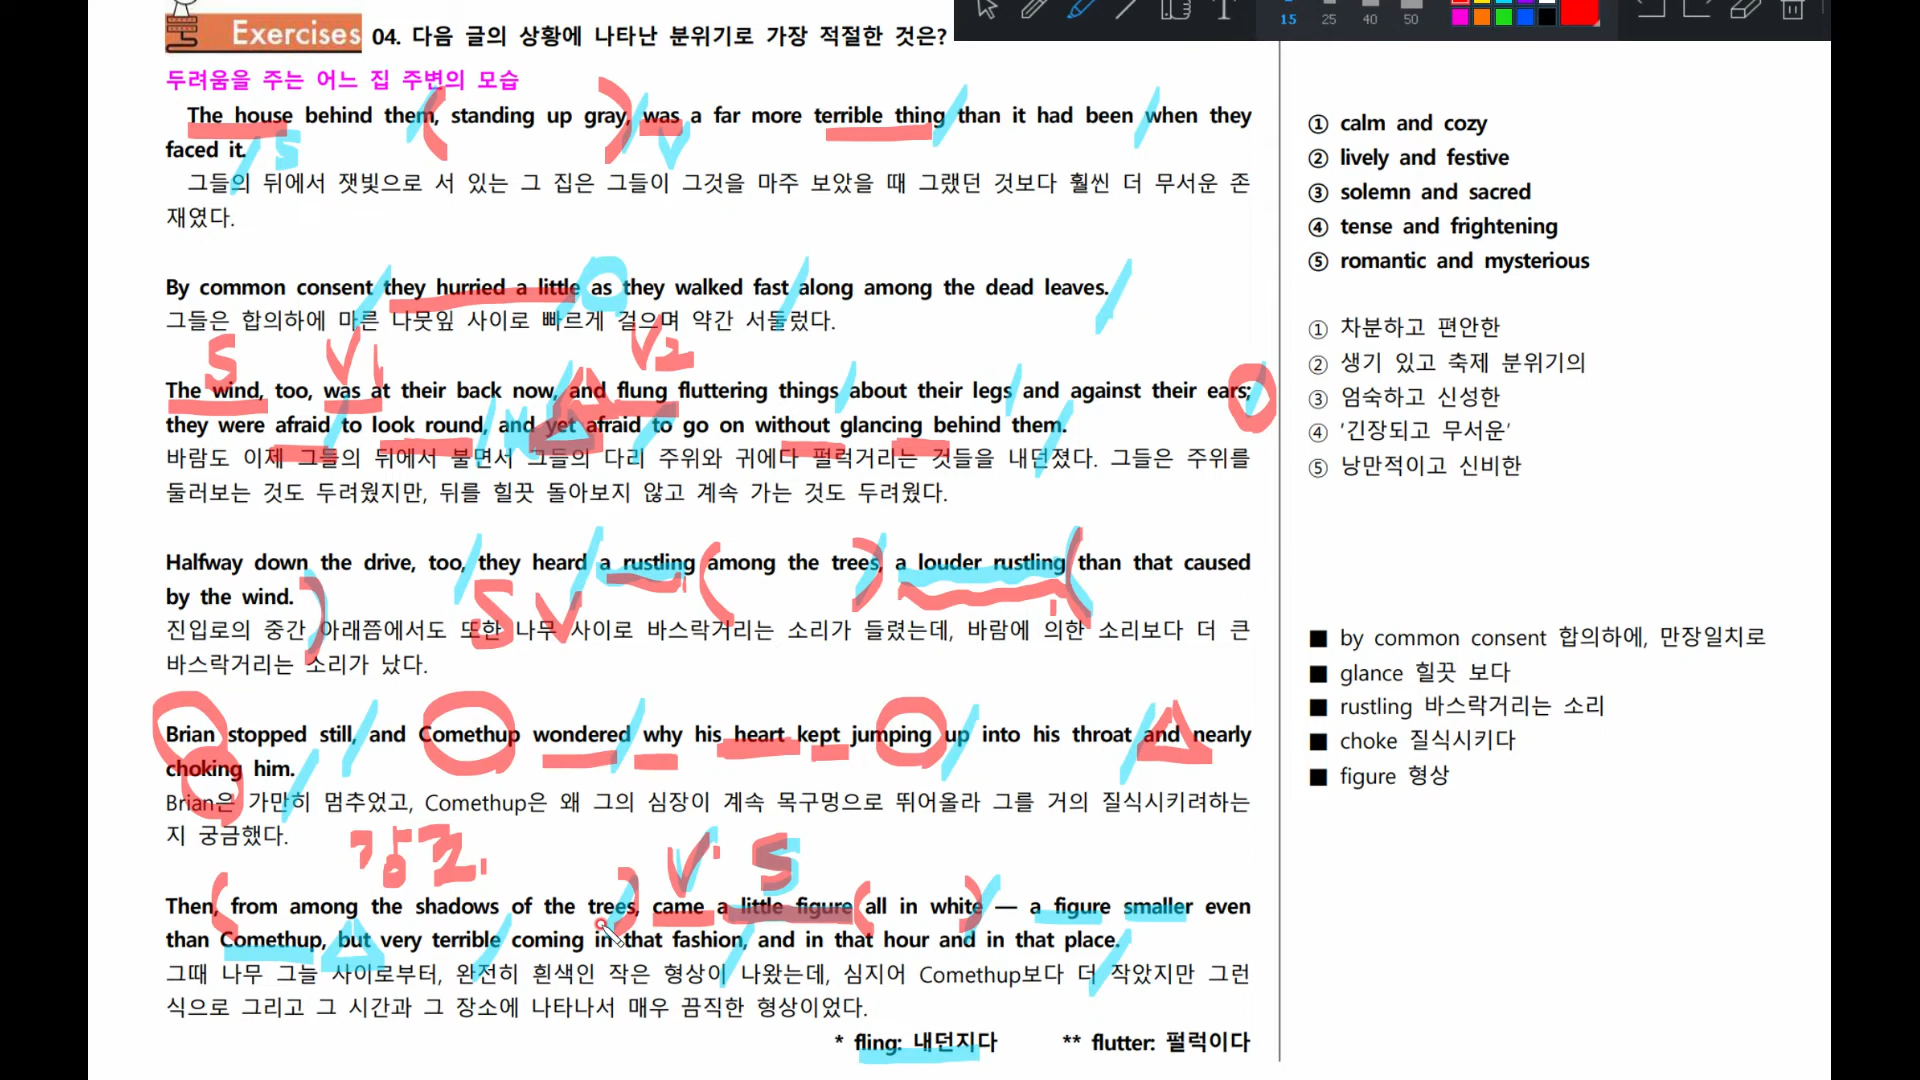 Exercises 04. 다음 글의 상황에 나타난 분위기로 가장 적절한 것은?
두려움을 주는 어느 집 주변의 모습
The house behind them, standing up gray, was a far more terrible thing than it had been when they
faced it.
그들의 뒤에서 잿빛으로 서 있는 그 집은 그들이 그것을 마주 보았을 때 그랬던 것보다 훨씬 더 무서운 존
재였다.
By common consent they hurried a little as they walked fast along among the dead leaves.
그들은 합의하에 마른 나뭇잎 사이로 빠르게 걸으며 약간 서둘렀다.
S V1 V2
The wind, too, was at their back now, and flung fluttering things about their legs and against their ears;
they were afraid to look round, and yet afraid to go on without glancing behind them.
바람도 이제 그들의 뒤에서 불면서 그들의 다리 주위와 귀에다 펄럭거리는 것들을 내던졌다. 그들은 주위를
둘러보는 것도 두려웠지만, 뒤를 힐끗 돌아보지 않고 계속 가는 것도 두려웠다.
Halfway down the drive, too, they heard a rustling among the trees, a louder rustling than that caused
by the wind.
S V
진입로의 중간 아래쯤에서도 또한 나무 사이로 바스락거리는 소리가 들렸는데, 바람에 의한 소리보다 더 큰
바스락거리는 소리가 났다.
Brian stopped still, and Comethup wondered why his heart kept jumping up into his throat and nearly
choking him.
Brian은 가만히 멈추었고, Comethup은 왜 그의 심장이 계속 목구멍으로 뛰어올라 그를 거의 질식시키려하는
지 궁금했다.
강조 V S
Then, from among the shadows of the trees, came a little figure all in white — a figure smaller even
than Comethup, but very terrible coming in that fashion, and in that hour and in that place.
그때 나무 그늘 사이로부터, 완전히 흰색인 작은 형상이 나왔는데, 심지어 Comethup보다 더 작았지만 그런
식으로 그리고 그 시간과 그 장소에 나타나서 매우 끔직한 형상이었다.
* fling: 내던지다 ** flutter: 펄럭이다
① calm and cozy
② lively and festive
③ solemn and sacred
④ tense and frightening
⑤ romantic and mysterious
① 차분하고 편안한
② 생기 있고 축제 분위기의
③ 엄숙하고 신성한
④ '긴장되고 무서운'
⑤ 낭만적이고 신비한
■ by common consent 합의하에, 만장일치로
■ glance 힐끗 보다
■ rustling 바스락거리는 소리
■ choke 질식시키다
■ figure 형상
15 25 40 50